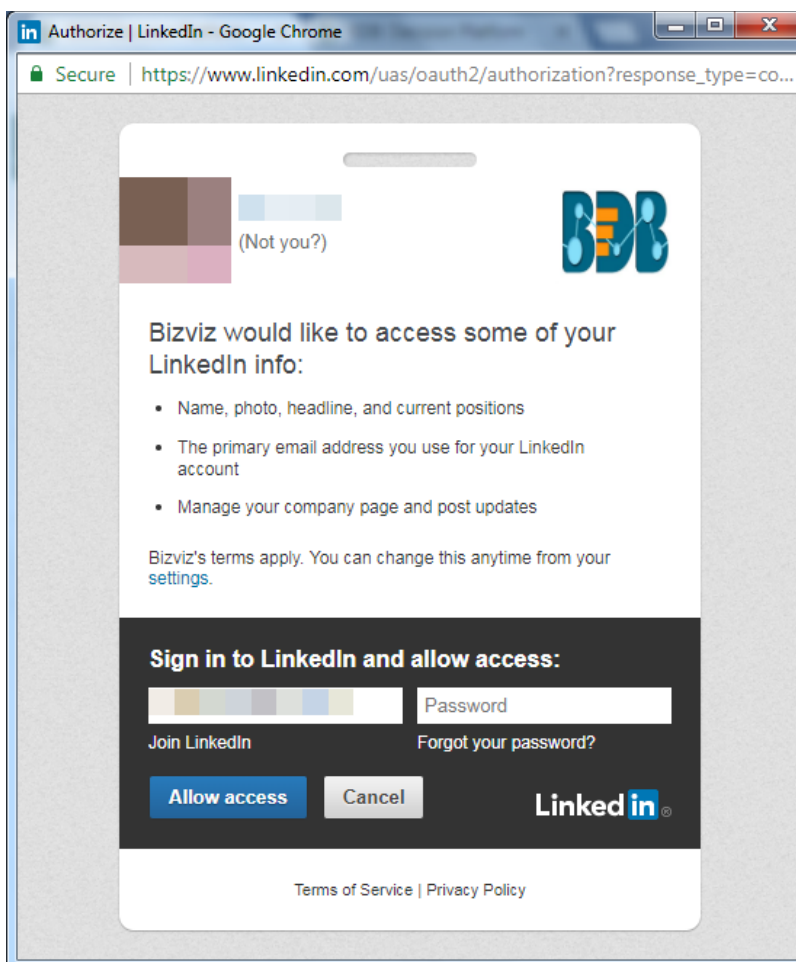 in Authorize | LinkedIn - Google Chrome
Secure | https://www.linkedin.com/uas/oauth2/authorization?response_type=co...
(Not you?)
BDB
Bizviz would like to access some of your
LinkedIn info:
• Name, photo, headline, and current positions
• The primary email address you use for your LinkedIn
account
• Manage your company page and post updates
Bizviz's terms apply. You can change this anytime from your
settings.
Sign in to LinkedIn and allow access:
Password
Join LinkedIn Forgot your password?
Allow access Cancel Linked in ®
Terms of Service | Privacy Policy